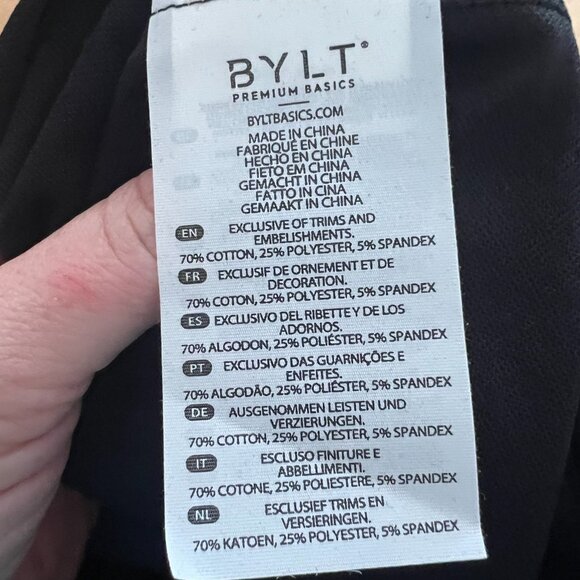 BYLT®
PREMIUM BASICS
BYLTBASICS.COM
MADE IN CHINA
FABRIQUÉ EN CHINE
HECHO EN CHINA
FIETO EM CHINA
GEMACHT IN CHINA
FATTO IN CINA
GEMAAKT IN CHINA
EN EXCLUSIVE OF TRIMS AND
EMBELISHMENTS.
70% COTTON, 25% POLYESTER, 5% SPANDEX
FR EXCLUSIF DE ORNEMENT ET DE
DECORATION.
70% COTON, 25% POLYESTER, 5% SPANDEX
ES EXCLUSIVO DEL RIBETTE Y DE LOS
ADORNOS.
70% ALGODON, 25% POLIÉSTER, 5% SPANDEX
PT EXCLUSIVO DAS GUARNIÇÕES E
ENFEITES.
70% ALGODÃO, 25% POLIÉSTER, 5% SPANDEX
DE AUSGENOMMEN LEISTEN UND
VERZIERUNGEN.
70% COTTON, 25% POLYESTER, 5% SPANDEX
IT ESCLUSO FINITURE E
ABBELLIMENTI.
70% COTONE, 25% POLIESTERE, 5% SPANDEX
NL ESCLUSIEF TRIMS EN
VERSIERINGEN.
70% KATOEN, 25% POLYESTER, 5% SPANDEX